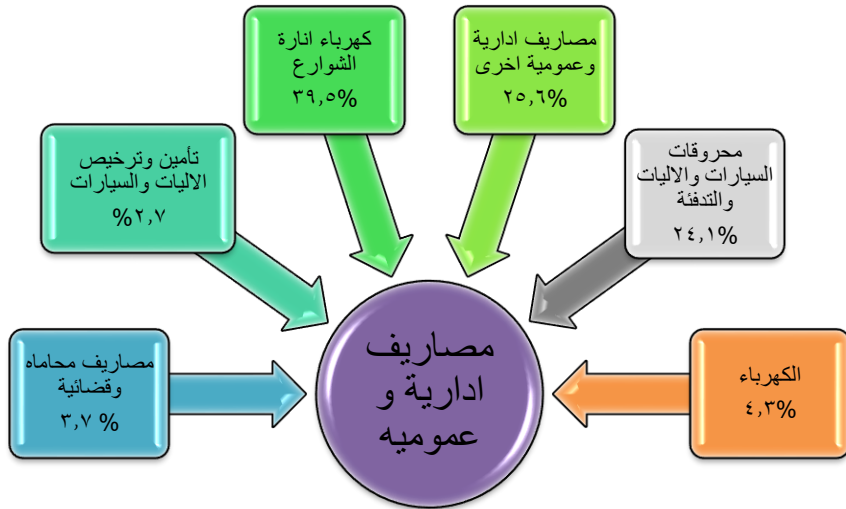 مصاريف ادارية
وعمومية اخرى
٢٥,٦%
كهرباء انارة
الشوارع
٣٩,٥%
محروقات
السيارات والاليات
والتدفئة
٢٤,١%
تأمين وترخيص
الاليات والسيارات
%٢,٧
الكهرباء
٤,٣%
مصاريف محاماه
وقضائية
٣,٧ %
مصاريف
ادارية و
عموميه